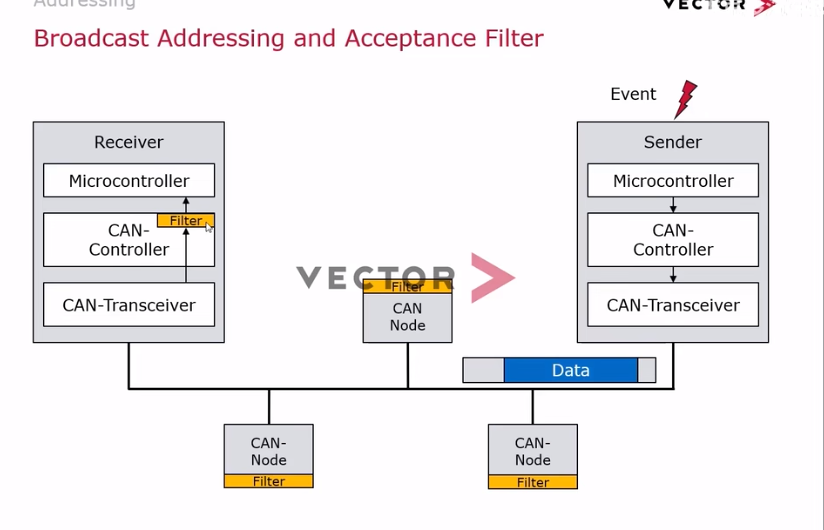 Addressing
VECTOR
Broadcast Addressing and Acceptance Filter
Event
Receiver
Microcontroller
Filter
CAN-
Controller
CAN-Transceiver
Sender
Microcontroller
CAN-
Controller
CAN-Transceiver
VECTOR
Filter
CAN
Node
Data
CAN-
Node
Filter
CAN-
Node
Filter